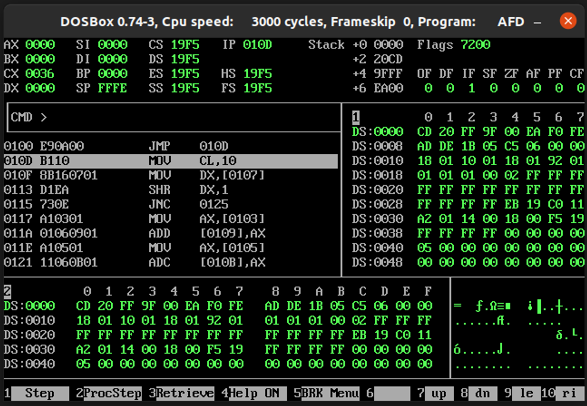 DOSBox 0.74-3, Cpu speed: 3000 cycles, Frameskip 0, Program: AFD
AX 0000 SI 0000 CS 19F5 IP 010D Stack +0 0000 Flags 7200
BX 0000 DI 0000 DS 19F5 +2 20CD
CX 0036 BP 0000 ES 19F5 HS 19F5 +4 9FFF OF DF IF SF ZF AF PF CF
DX 0000 SP FFFE SS 19F5 FS 19F5 +6 EA00 0 0 1 0 0 0 0 0
CMD >
1 0 1 2 3 4 5 6 7
DS:0000 CD 20 FF 9F 00 EA F0 FE
0100 E90A00 JMP 010D DS:0008 AD DE 1B 05 C5 06 00 00
010D B110 MOV CL,10 DS:0010 18 01 10 01 18 01 92 01
010F 8B160701 MOV DX,[0107] DS:0018 01 01 01 00 02 FF FF FF
0113 D1EA SHR DX,1 DS:0020 FF FF FF FF FF FF FF FF
0115 730E JNC 0125 DS:0028 FF FF FF FF EB 19 C0 11
0117 A10301 MOV AX,[0103] DS:0030 A2 01 14 00 18 00 F5 19
011A 01060901 ADD [0109],AX DS:0038 FF FF FF FF 00 00 00 00
011E A10501 MOV AX,[0105] DS:0040 05 00 00 00 00 00 00 00
0121 11060B01 ADC [010B],AX DS:0048 00 00 00 00 00 00 00 00
2 0 1 2 3 4 5 6 7 8 9 A B C D E F
DS:0000 CD 20 FF 9F 00 EA F0 FE AD DE 1B 05 C5 06 00 00
DS:0010 18 01 10 01 18 01 92 01 01 01 01 00 02 FF FF FF
DS:0020 FF FF FF FF FF FF FF FF FF FF FF FF EB 19 C0 11
DS:0030 A2 01 14 00 18 00 F5 19 FF FF FF FF 00 00 00 00
DS:0040 05 00 00 00 00 00 00 00 00 00 00 00 00 00 00 00
1 Step 2ProcStep 3Retrieve 4Help ON 5BRK Menu 6 7 up 8 dn 9 le 10 ri